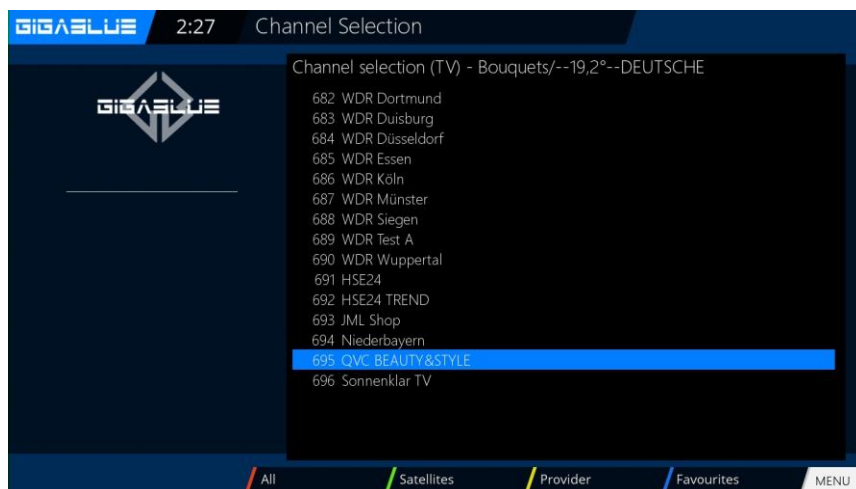 GIGABLUE 2:27 Channel Selection
Channel selection (TV) - Bouquets/--19,2°--DEUTSCHE
GIGABLUE
682 WDR Dortmund
683 WDR Duisburg
684 WDR Düsseldorf
685 WDR Essen
686 WDR Köln
687 WDR Münster
688 WDR Siegen
689 WDR Test A
690 WDR Wuppertal
691 HSE24
692 HSE24 TREND
693 JML Shop
694 Niederbayern
695 QVC BEAUTY&STYLE
696 Sonnenklar TV
All Satellites Provider Favourites MENU